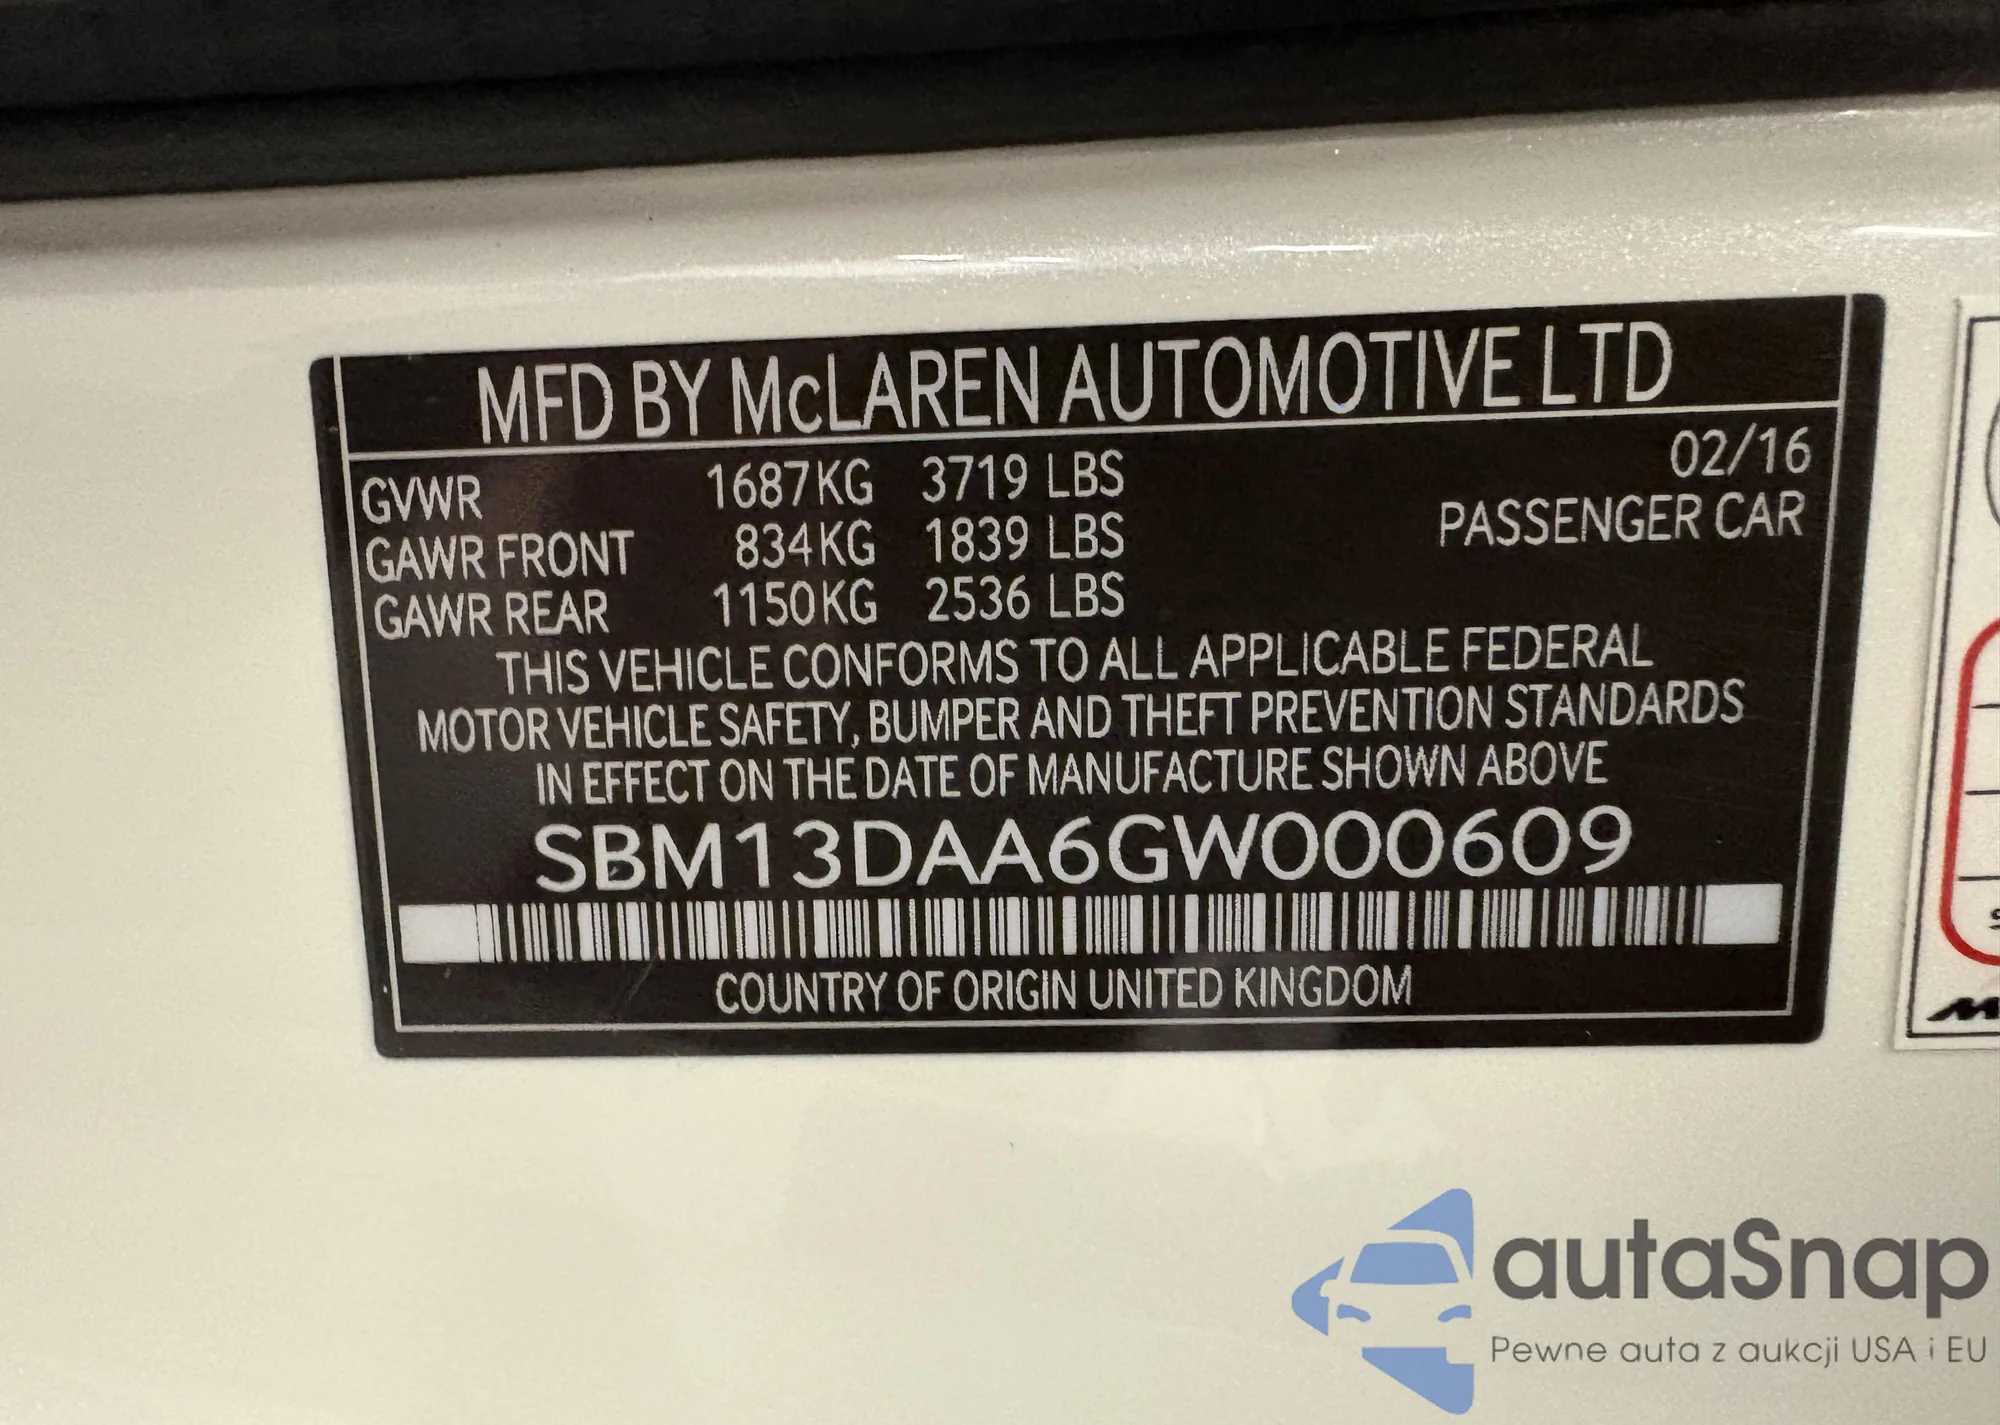 MFD BY McLAREN AUTOMOTIVE LTD
02/16
GVWR 1687KG 3719 LBS
PASSENGER CAR
GAWR FRONT 834KG 1839 LBS
GAWR REAR 1150KG 2536 LBS
THIS VEHICLE CONFORMS TO ALL APPLICABLE FEDERAL
MOTOR VEHICLE SAFETY, BUMPER AND THEFT PREVENTION STANDARDS
IN EFFECT ON THE DATE OF MANUFACTURE SHOWN ABOVE
SBM13DAA6GW000609
COUNTRY OF ORIGIN UNITED KINGDOM
autaSnap
Pewne auta z aukcji USA i EU